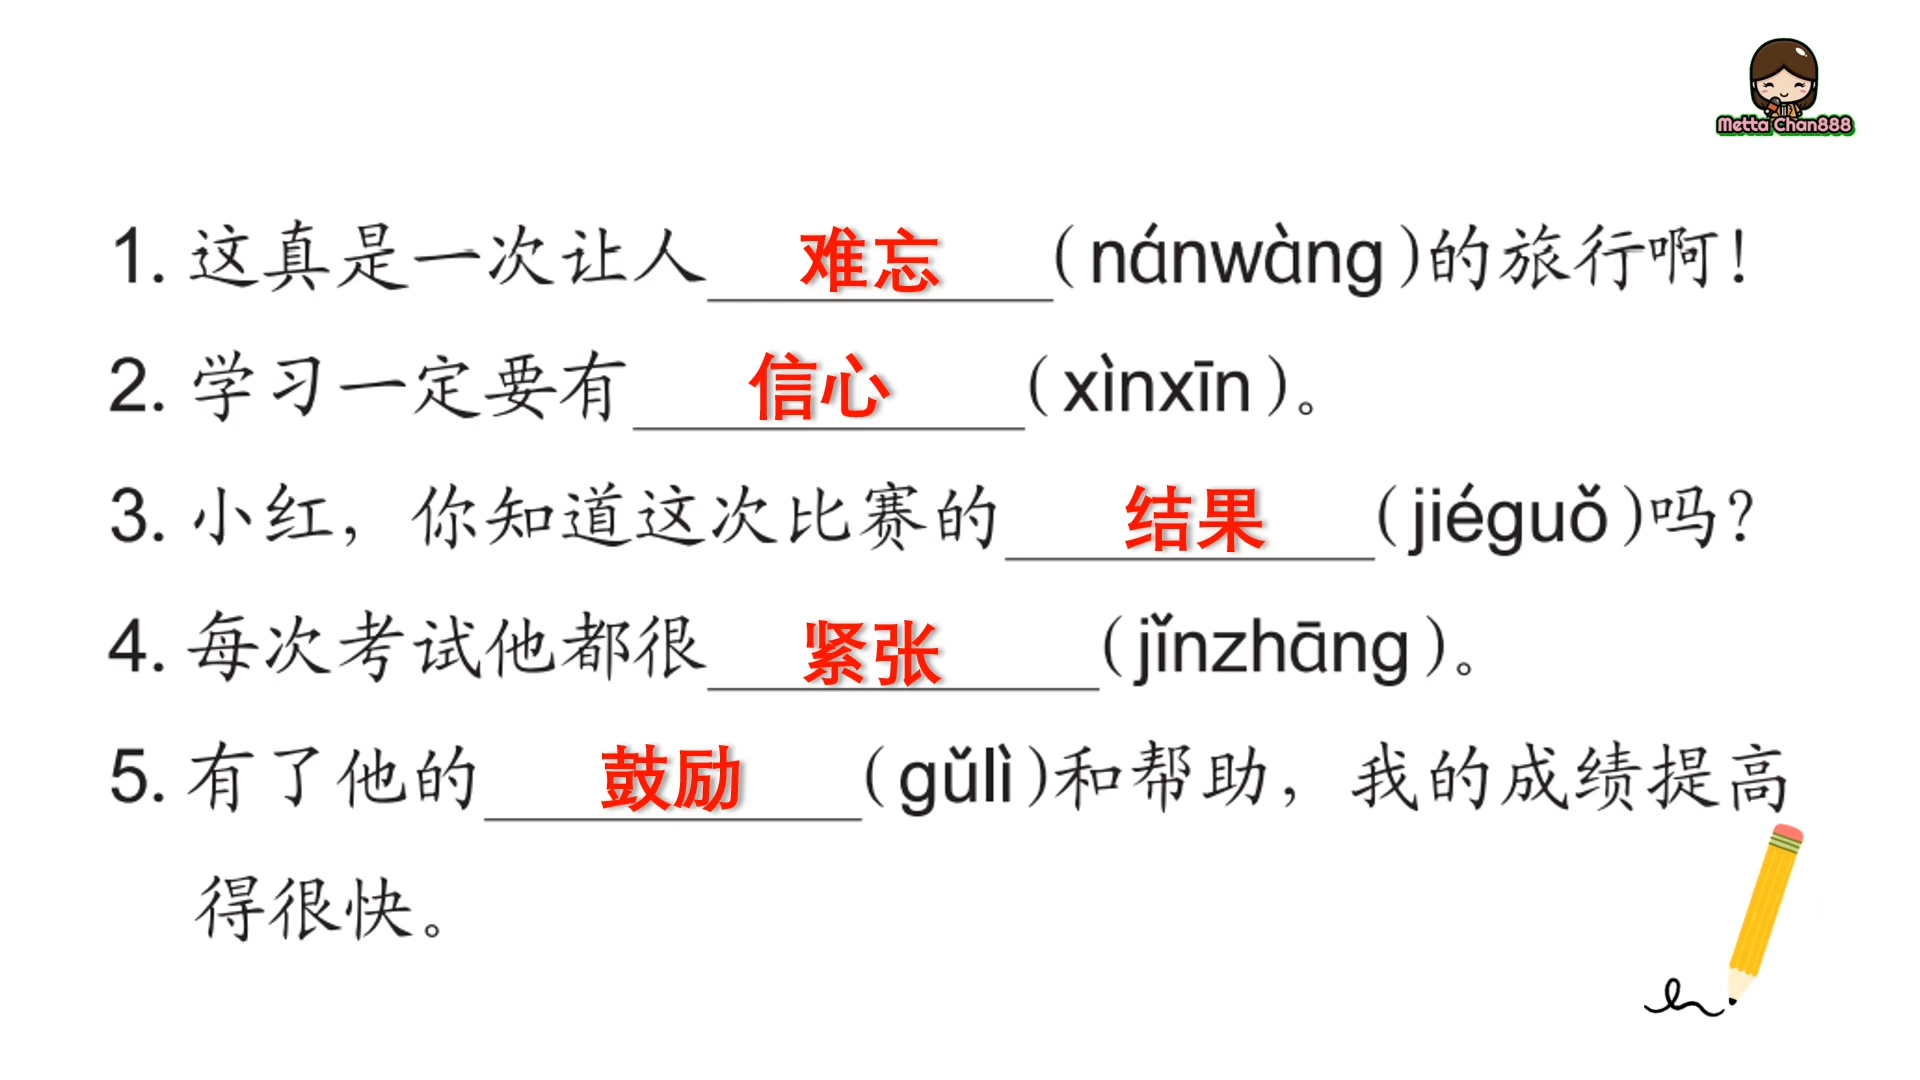 Metta Chan888
1. 这真是一次让人 难忘 (nánwàng)的旅行啊!
2. 学习一定要有 信心 (xìnxīn)。
3. 小红，你知道这次比赛的 结果 (jiéguǒ)吗?
4. 每次考试他都很 紧张 (jǐnzhāng)。
5. 有了他的 鼓励 (gǔlì)和帮助，我的成绩提高
得很快。